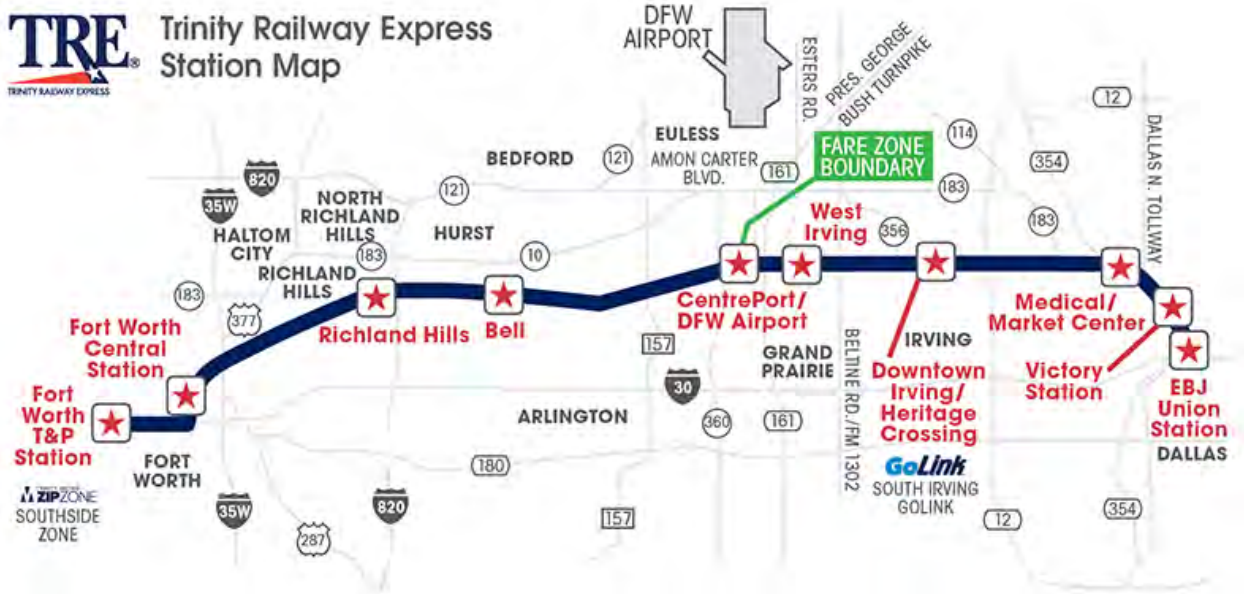 TRE®
TRINITY RAILWAY EXPRESS
Trinity Railway Express
Station Map
DFW
AIRPORT
ESTERS RD.
PRES. GEORGE
BUSH TURNPIKE
FARE ZONE
BOUNDARY
12
DALLAS N. TOLLWAY
114
354
183
183
EULESS
AMON CARTER
BLVD.
161
121
BEDFORD
121
820
35W
NORTH
RICHLAND
HILLS
HALTOM
CITY
HURST
183
10
RICHLAND
HILLS
183
377
West
Irving
356
Fort Worth
Central
Station
Richland Hills
Bell
CentrePort/
DFW Airport
Medical/
Market Center
157
GRAND
PRAIRIE
BELTINE RD./FM 1302
IRVING
Downtown
Irving/
Heritage
Crossing
Victory
Station
EBJ
Union
Station
DALLAS
Fort
Worth
T&P
Station
30
ARLINGTON
360
161
FORT
WORTH
180
GoLink
SOUTH IRVING
GOLINK
ZIPZONE
SOUTHSIDE
ZONE
35W
820
287
157
12
354